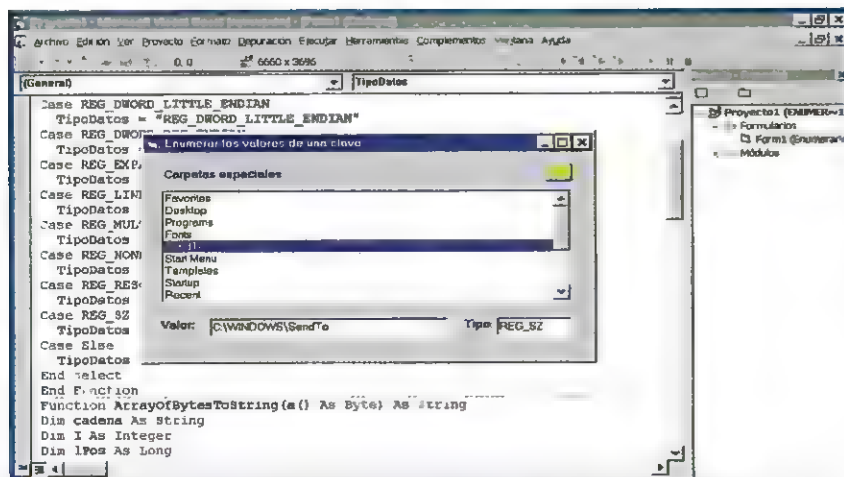 Archivo Edición Ver Proyecto Formato Depuración Ejecutar Herramientas Complementos Ventana Ayuda
0, 0 6660 x 3696
(General) TipoDatos
Case REG_DWORD_LITTLE_ENDIAN
TipoDatos = "REG_DWORD_LITTLE_ENDIAN"
Case REG_DWORD
TipoDatos
Case REG_EXP
TipoDatos
Case REG_LIN
TipoDatos
Case REG_MUL
TipoDatos
Case REG_NON
TipoDatos
Case REG_RES
TipoDatos
Case REG_SZ
TipoDatos
Case Else
TipoDatos
End Select
End Function
Function ArrayOfBytesToString(a() As Byte) As String
Dim cadena As String
Dim I As Integer
Dim lPos As Long
Enumerar los valores de una clave
Carpetas especiales
Favorites
Desktop
Programs
Fonts
Start Menu
Templates
Startup
Recent
Valor: C:\WINDOWS\SendTo Tipo: REG_SZ
Proyecto1 (ENUMER~1
Formularios
Form1 (Enumerar
Módulos